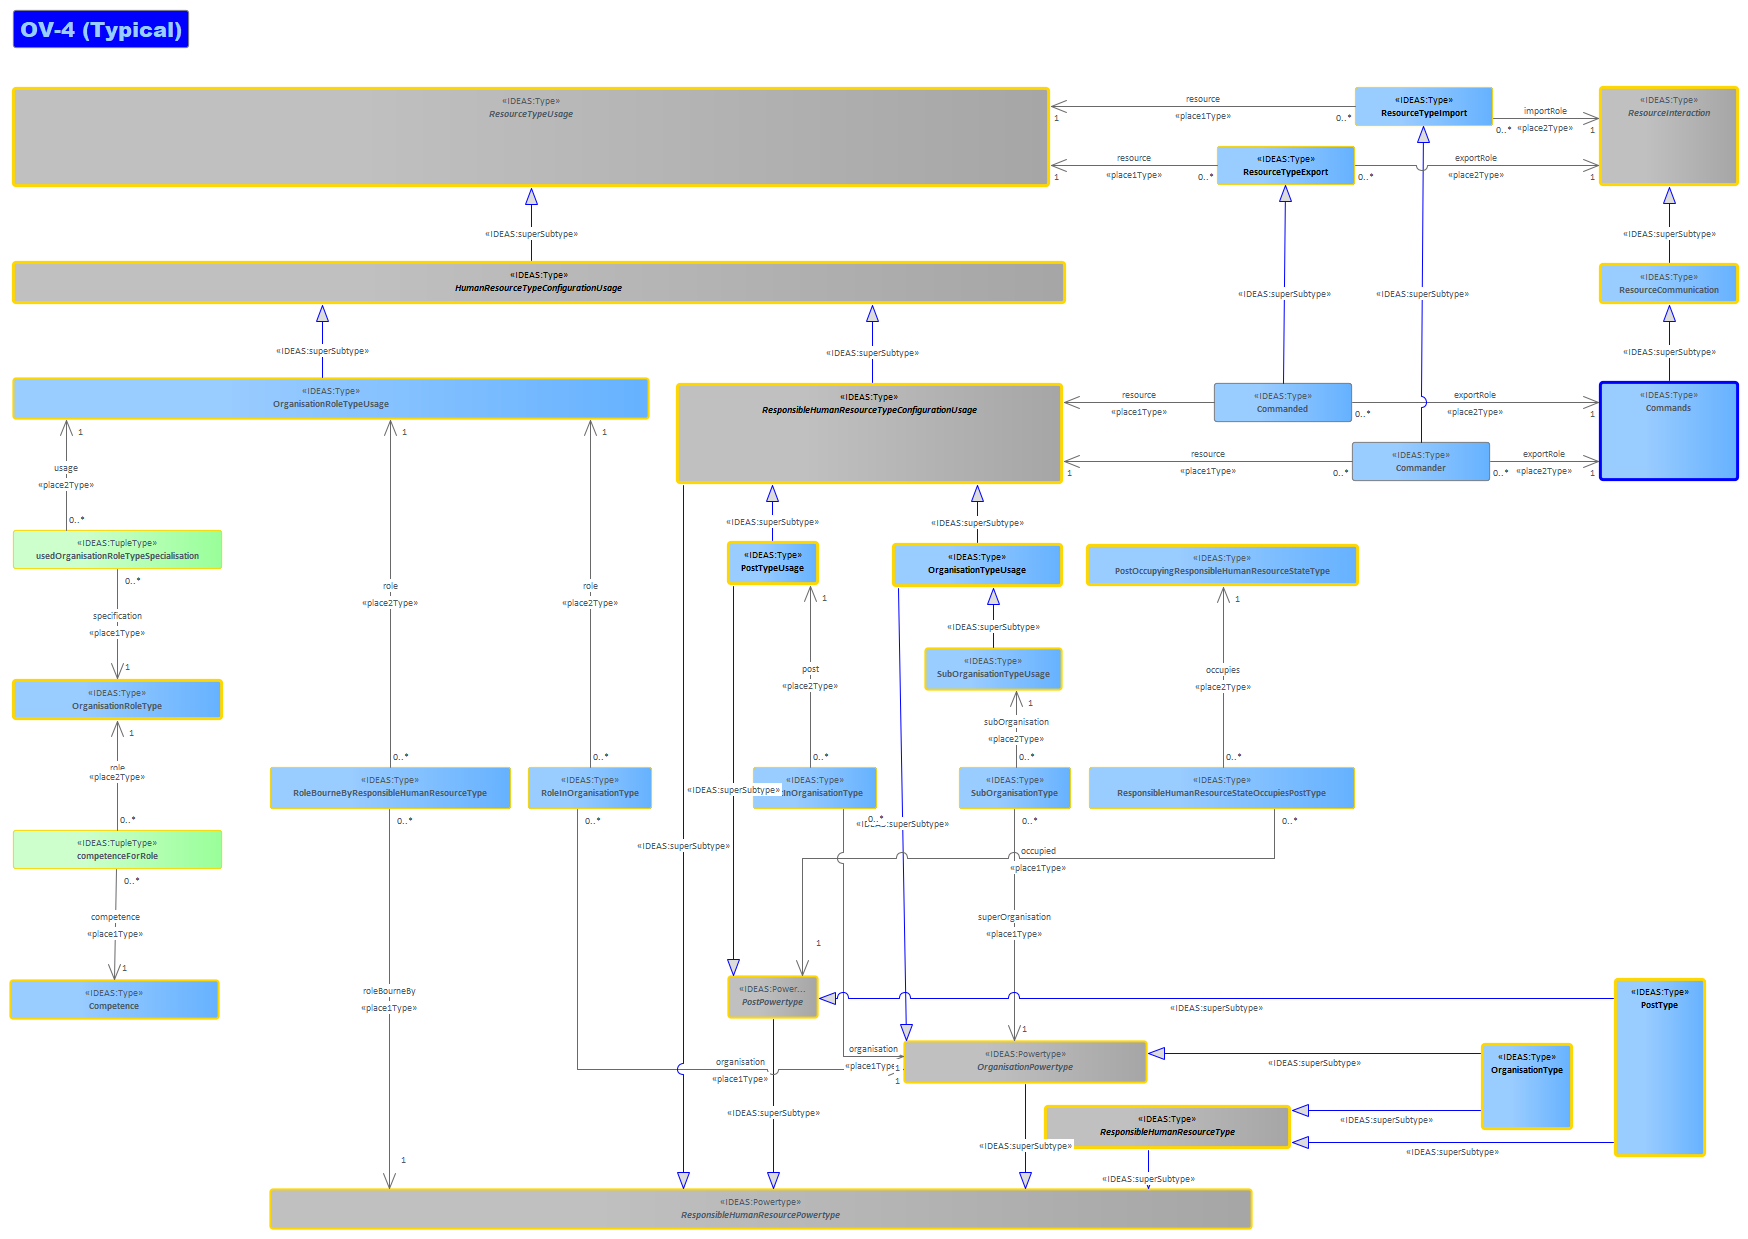 OV-4 (Typical)
«IDEAS:Type»
ResourceTypeUsage
resource
«place1Type»
1
0..*
«IDEAS:Type»
ResourceTypeImport
importRole
«place2Type»
0..*
1
«IDEAS:Type»
ResourceInteraction
resource
«place1Type»
1
0..*
«IDEAS:Type»
ResourceTypeExport
exportRole
«place2Type»
0..*
1
«IDEAS:superSubtype»
«IDEAS:superSubtype»
«IDEAS:Type»
HumanResourceTypeConfigurationUsage
«IDEAS:superSubtype»
«IDEAS:superSubtype»
«IDEAS:Type»
ResourceCommunication
«IDEAS:superSubtype»
«IDEAS:superSubtype»
«IDEAS:superSubtype»
«IDEAS:Type»
OrganisationRoleTypeUsage
«IDEAS:Type»
ResponsibleHumanResourceTypeConfigurationUsage
resource
«place1Type»
1
«IDEAS:Type»
Commanded
0..*
exportRole
«place2Type»
1
«IDEAS:Type»
Commands
resource
«place1Type»
1
0..*
«IDEAS:Type»
Commander
exportRole
«place2Type»
0..*
1
1
usage
«place2Type»
0..*
1
role
«place2Type»
0..*
1
role
«place2Type»
0..*
«IDEAS:superSubtype»
«IDEAS:superSubtype»
«IDEAS:TupleType»
usedOrganisationRoleTypeSpecialisation
«IDEAS:Type»
PostTypeUsage
«IDEAS:Type»
OrganisationTypeUsage
«IDEAS:Type»
PostOccupyingResponsibleHumanResourceStateType
0..*
specification
«place1Type»
1
1
post
«place2Type»
0..*
«IDEAS:superSubtype»
1
occupies
«place2Type»
0..*
«IDEAS:Type»
SubOrganisationTypeUsage
«IDEAS:Type»
OrganisationRoleType
1
subOrganisation
«place2Type»
0..*
1
«place2Type»
0..*
«IDEAS:Type»
RoleBourneByResponsibleHumanResourceType
«IDEAS:Type»
RoleInOrganisationType
«IDEAS:superSubtype»
«IDEAS:Type»
InOrganisationType
«IDEAS:Type»
SubOrganisationType
«IDEAS:Type»
ResponsibleHumanResourceStateOccupiesPostType
0..*
0..*
0..*
0..*
0..*
«IDEAS:superSubtype»
«IDEAS:superSubtype»
occupied
«place1Type»
«IDEAS:TupleType»
competenceForRole
0..*
competence
«place1Type»
1
superOrganisation
«place1Type»
1
1
«IDEAS:Type»
Competence
roleBourneBy
«place1Type»
1
«IDEAS:Power...
PostPowertype
«IDEAS:superSubtype»
«IDEAS:Type»
PostType
organisation
«place1Type»
1
organisation
«place1Type
1
«IDEAS:Powertype»
OrganisationPowertype
«IDEAS:superSubtype»
«IDEAS:Type»
OrganisationType
«IDEAS:superSubtype»
«IDEAS:superSubtype»
«IDEAS:Type»
ResponsibleHumanResourceType
«IDEAS:superSubtype»
«IDEAS:superSubtype»
«IDEAS:superSubtype»
«IDEAS:Powertype»
ResponsibleHumanResourcePowertype